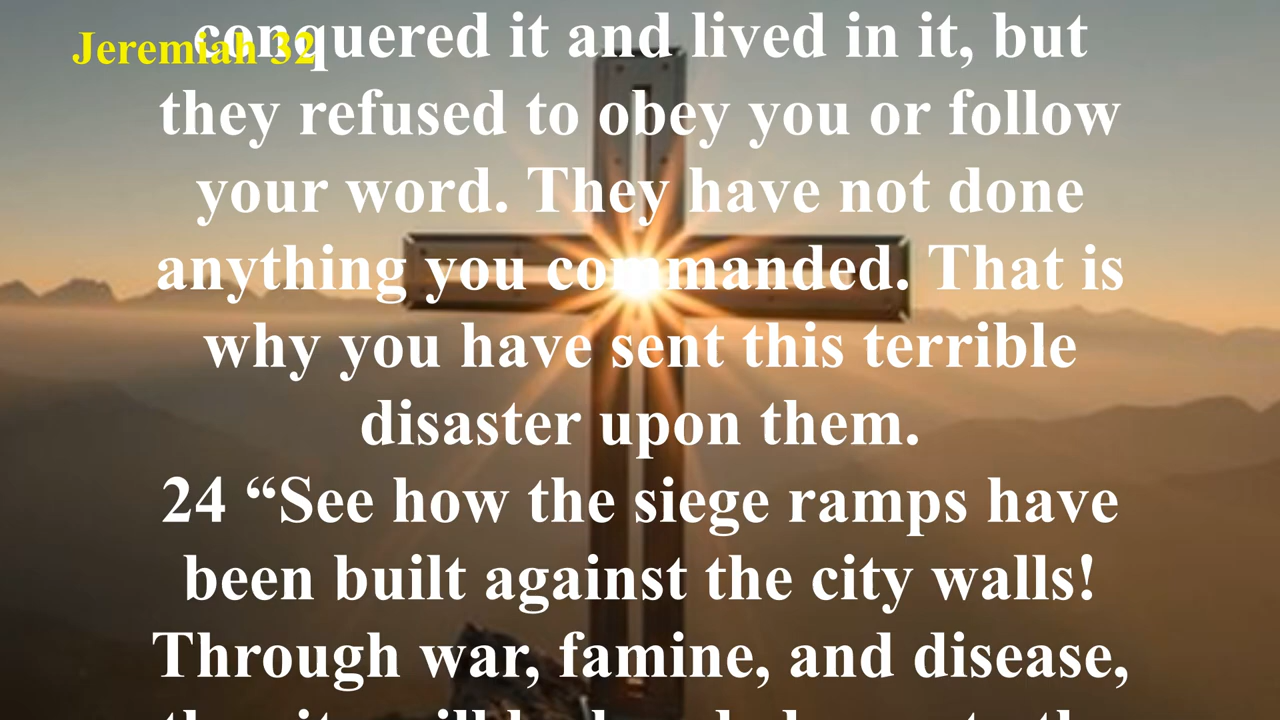 Jeremiah 32
conquered it and lived in it, but
they refused to obey you or follow
your word. They have not done
anything you commanded. That is
why you have sent this terrible
disaster upon them.
24 “See how the siege ramps have
been built against the city walls!
Through war, famine, and disease,